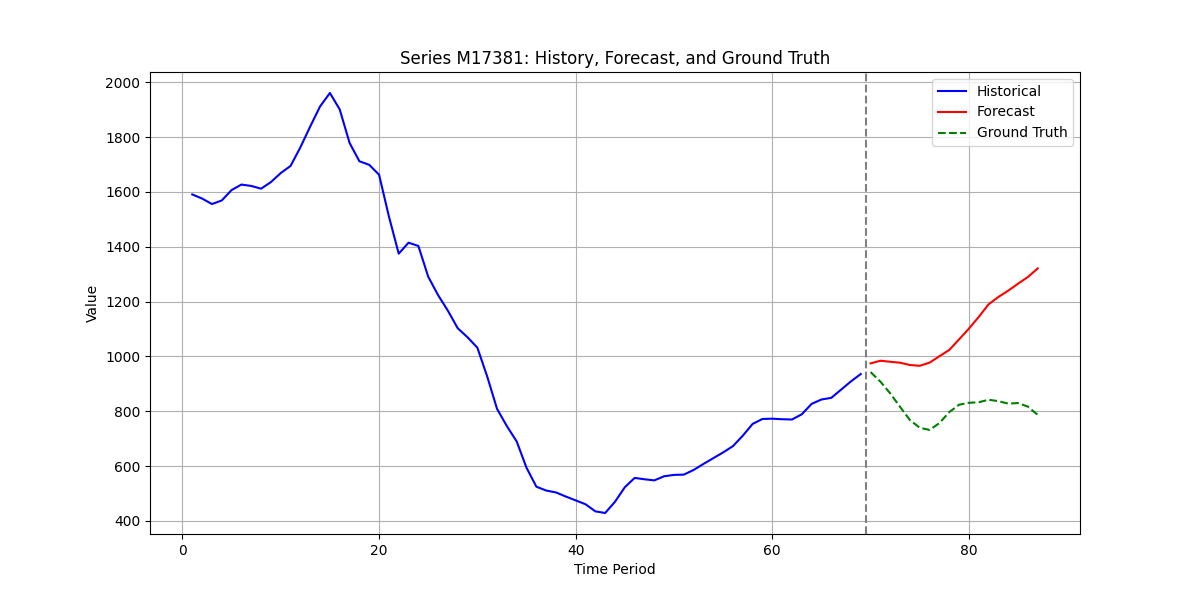 Series M17381: History, Forecast, and Ground Truth
Historical
Forecast
Ground Truth
2000
1800
1600
1400
1200
1000
800
600
400
Value
0
20
40
60
80
Time Period